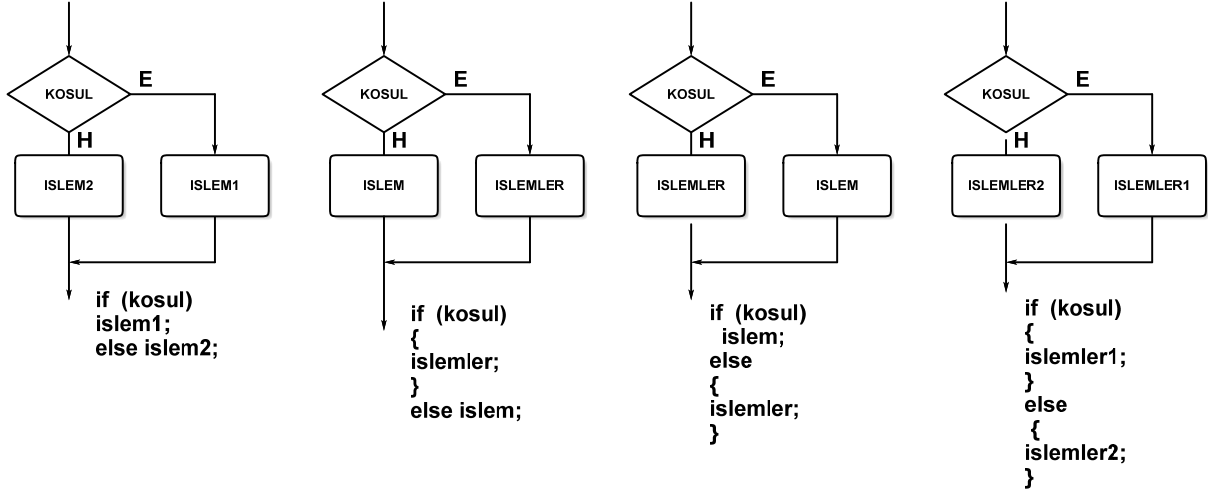 KOSUL
E
H
ISLEM2
ISLEM1
if (kosul)
islem1;
else islem2;
KOSUL
E
H
ISLEM
ISLEMLER
if (kosul)
{
islemler;
}
else islem;
KOSUL
E
H
ISLEMLER
ISLEM
if (kosul)
islem;
else
{
islemler;
}
KOSUL
E
H
ISLEMLER2
ISLEMLER1
if (kosul)
{
islemler1;
}
else
{
islemler2;
}